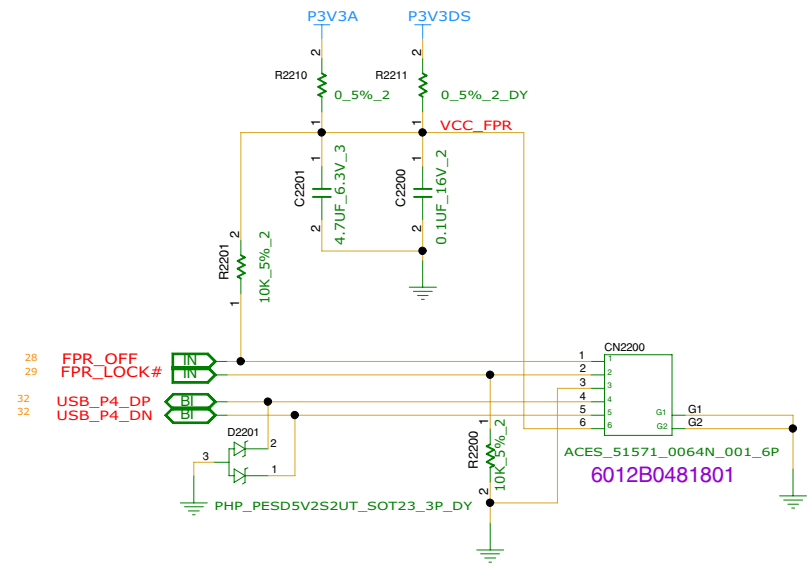 P3V3A P3V3DS
2 2
R2210 R2211
0_5%_2 0_5%_2_DY
1 1
VCC_FPR
1 1
C2201 4.7UF_6.3V_3 C2200 0.1UF_16V_2
2 2
2
R2201 10K_5%_2
1
CN2200
28 FPR_OFF IN 1 1
29 FPR_LOCK# IN 2 2
3 3
32 USB_P4_DP BI 4 4
32 USB_P4_DN BI 5 5 G1 G1
6 6 G2 G2
D2201
2
3
1
1
R2200 10K_5%_2
2
ACES_51571_0064N_001_6P
6012B0481801
PHP_PESD5V2S2UT_SOT23_3P_DY